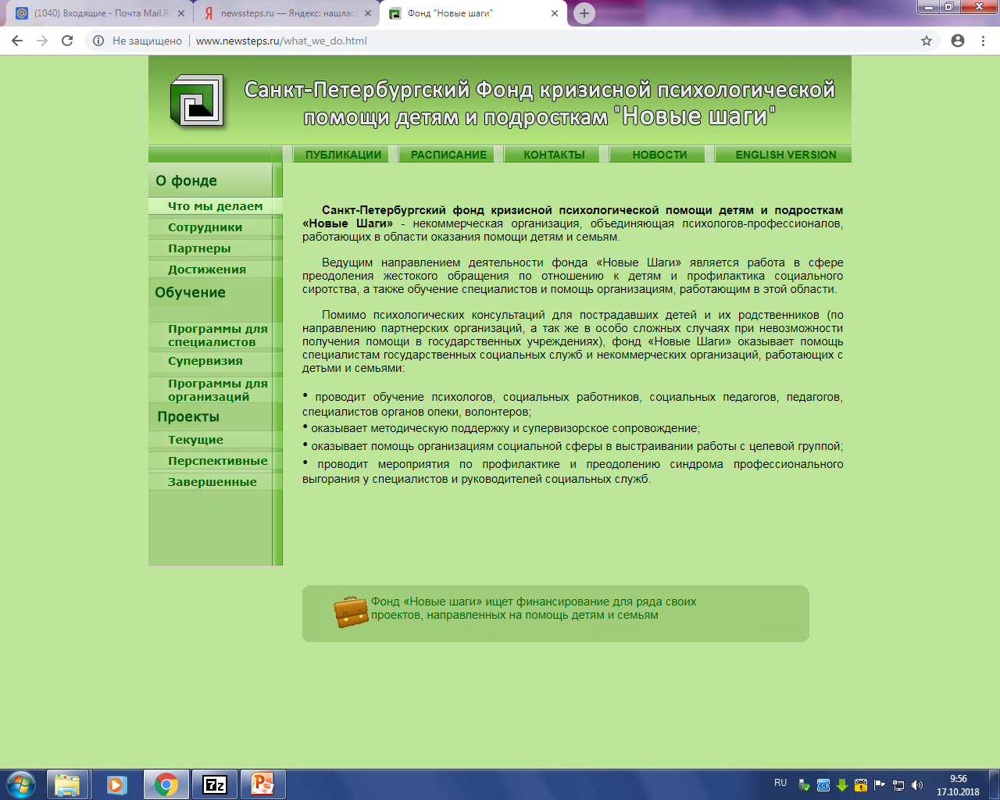 (1040) Входящие - Почта Mail.R
newssteps.ru — Яндекс: нашлас
Фонд "Новые шаги"
Не защищено
www.newsteps.ru/what_we_do.html
Санкт-Петербургский Фонд кризисной психологической
помощи детям и подросткам "Новые шаги"
ПУБЛИКАЦИИ
РАСПИСАНИЕ
КОНТАКТЫ
НОВОСТИ
ENGLISH VERSION
О фонде
Что мы делаем
Сотрудники
Партнеры
Достижения
Обучение
Программы для
специалистов
Супервизия
Программы для
организаций
Проекты
Текущие
Перспективные
Завершенные
Санкт-Петербургский фонд кризисной психологической помощи детям и подросткам
«Новые Шаги» - некоммерческая организация, объединяющая психологов-профессионалов,
работающих в области оказания помощи детям и семьям.
Ведущим направлением деятельности фонда «Новые Шаги» является работа в сфере
преодоления жестокого обращения по отношению к детям и профилактика социального
сиротства, а также обучение специалистов и помощь организациям, работающим в этой области.
Помимо психологических консультаций для пострадавших детей и их родственников (по
направлению партнерских организаций, а так же в особо сложных случаях при невозможности
получения помощи в государственных учреждениях), фонд «Новые Шаги» оказывает помощь
специалистам государственных социальных служб и некоммерческих организаций, работающих с
детьми и семьями:
• проводит обучение психологов, социальных работников, социальных педагогов, педагогов,
специалистов органов опеки, волонтеров;
• оказывает методическую поддержку и супервизорское сопровождение;
• оказывает помощь организациям социальной сферы в выстраивании работы с целевой группой;
• проводит мероприятия по профилактике и преодолению синдрома профессионального
выгорания у специалистов и руководителей социальных служб.
Фонд «Новые шаги» ищет финансирование для ряда своих
проектов, направленных на помощь детям и семьям
7z
RU
CCB
9:56
17.10.2018